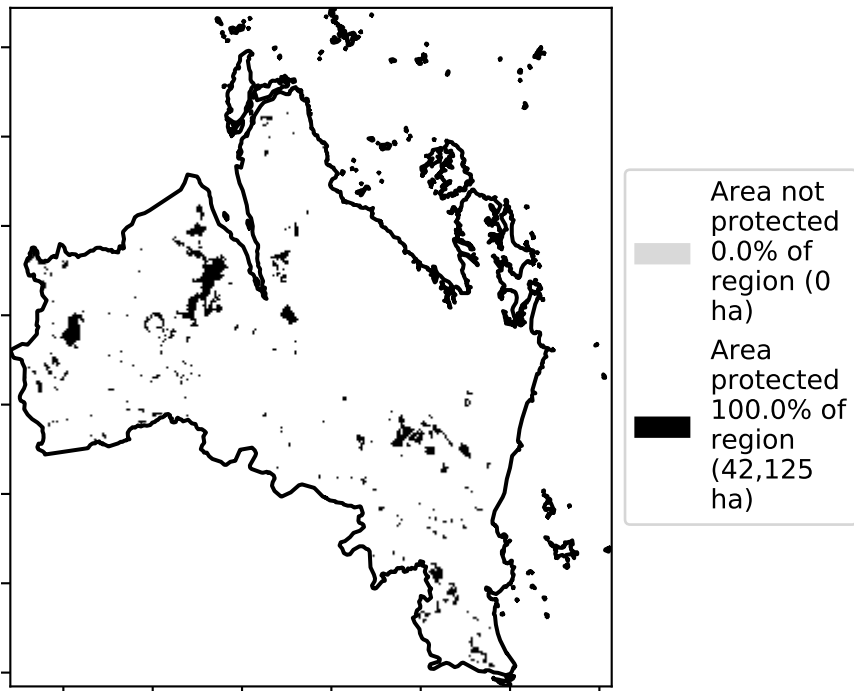 Area not
protected
0.0% of
region (0
ha)
Area
protected
100.0% of
region
(42,125
ha)